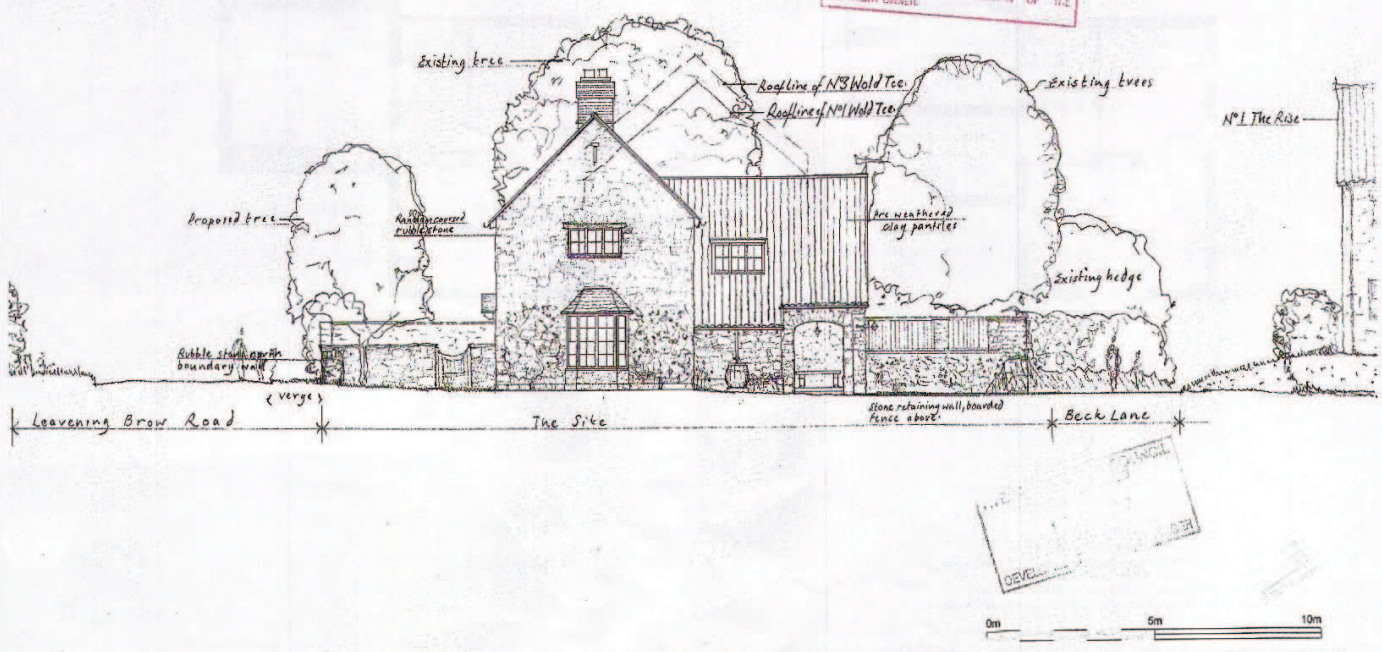 Existing tree
Roofline of Nº3 Wold Tce.
Roofline of Nº1 Wold Tce.
Existing trees
Nº1 The Rise
Proposed tree
Random coursed
rubble stone
Pre weathered
clay pantiles
Existing hedge
Rubble stone north
boundary wall
( verge )
Leavening Brow Road
The Site
Stone retaining wall, boarded
fence above.
Beck Lane
DEVEL
0m
5m
10m